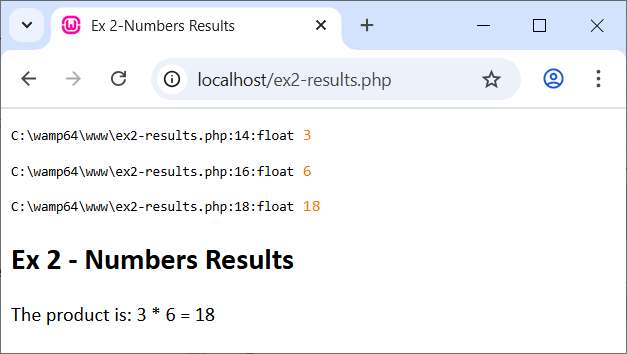 Ex 2-Numbers Results
localhost/ex2-results.php
C:\wamp64\www\ex2-results.php:14:float 3
C:\wamp64\www\ex2-results.php:16:float 6
C:\wamp64\www\ex2-results.php:18:float 18
Ex 2 - Numbers Results
The product is: 3 * 6 = 18